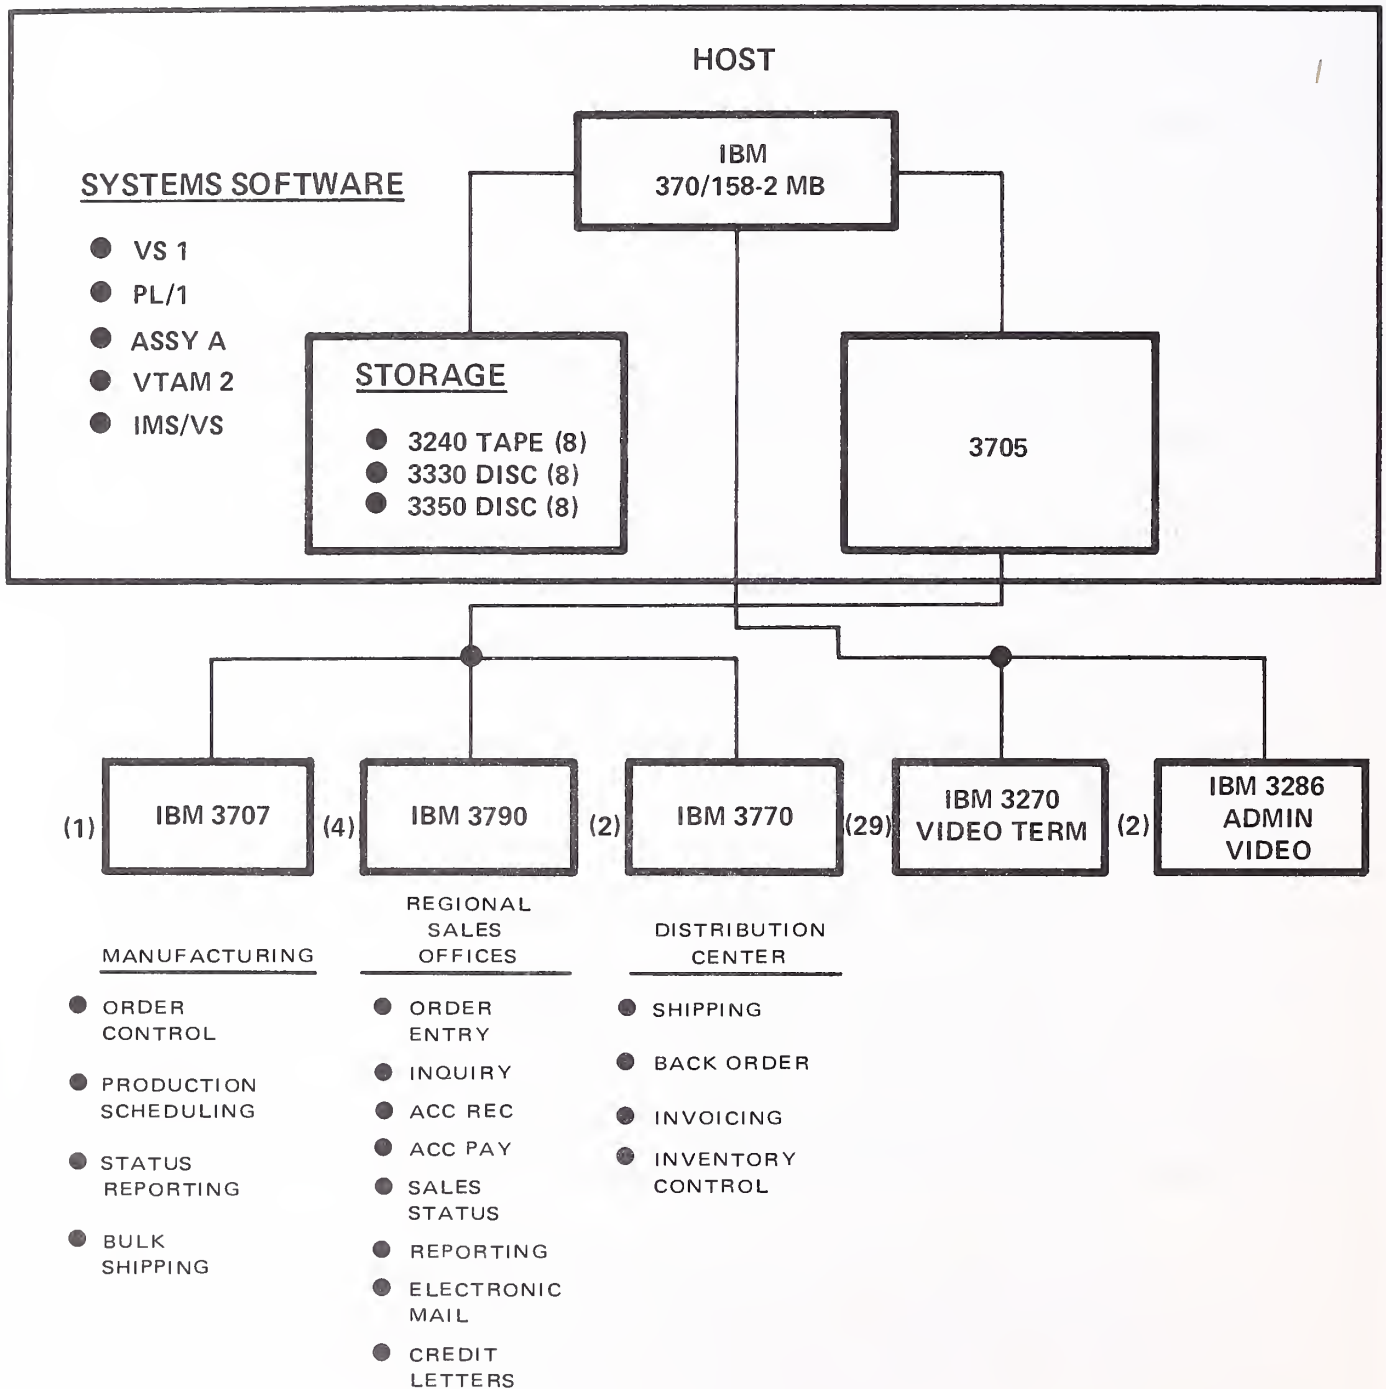 HOST
IBM
370/158-2 MB
SYSTEMS SOFTWARE
● VS 1
● PL/1
● ASSY A
● VTAM 2
● IMS/VS
STORAGE
● 3240 TAPE (8)
● 3330 DISC (8)
● 3350 DISC (8)
3705
(1)
IBM 3707
(4)
IBM 3790
(2)
IBM 3770
(29)
IBM 3270
VIDEO TERM
(2)
IBM 3286
ADMIN
VIDEO
MANUFACTURING
● ORDER
CONTROL
● PRODUCTION
SCHEDULING
● STATUS
REPORTING
● BULK
SHIPPING
REGIONAL
SALES
OFFICES
● ORDER
ENTRY
● INQUIRY
● ACC REC
● ACC PAY
● SALES
STATUS
● REPORTING
● ELECTRONIC
MAIL
● CREDIT
LETTERS
DISTRIBUTION
CENTER
● SHIPPING
● BACK ORDER
● INVOICING
● INVENTORY
CONTROL